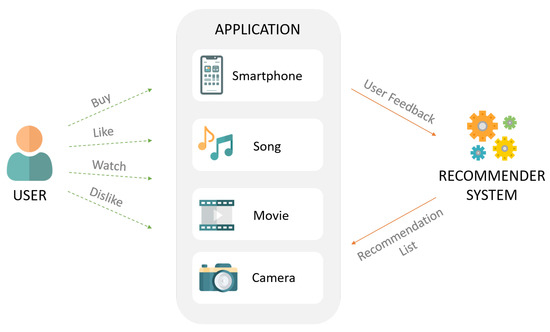 APPLICATION
Smartphone
Song
Movie
Camera
Buy
Like
Watch
Dislike
USER
User Feedback
RECOMMENDER
SYSTEM
Recommendation
List